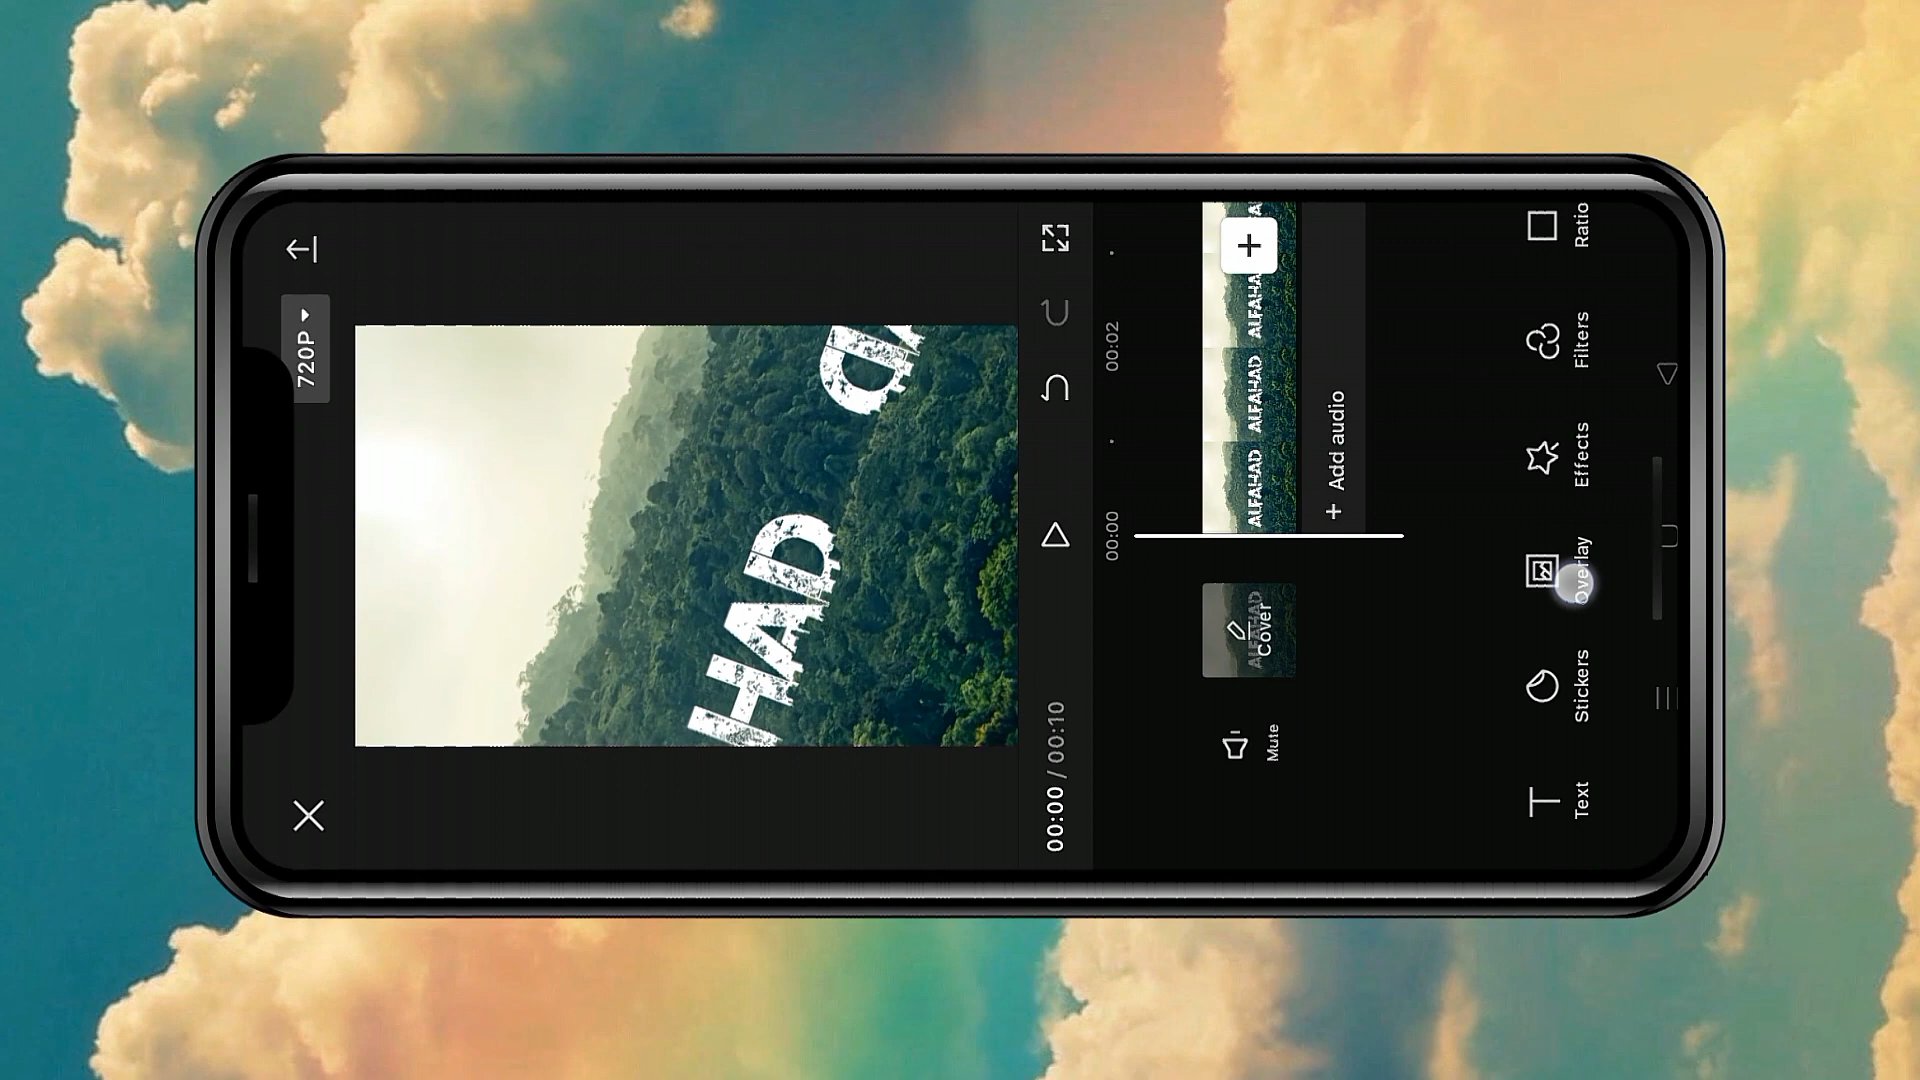 720P
HAD
D
00:00 / 00:10
00:00
00:02
Mute
Cover
ALFAHAD
ALFAHAD
ALFAHAD
ALFAHA
+ Add audio
Text
Stickers
Overlay
Effects
Filters
Ratio